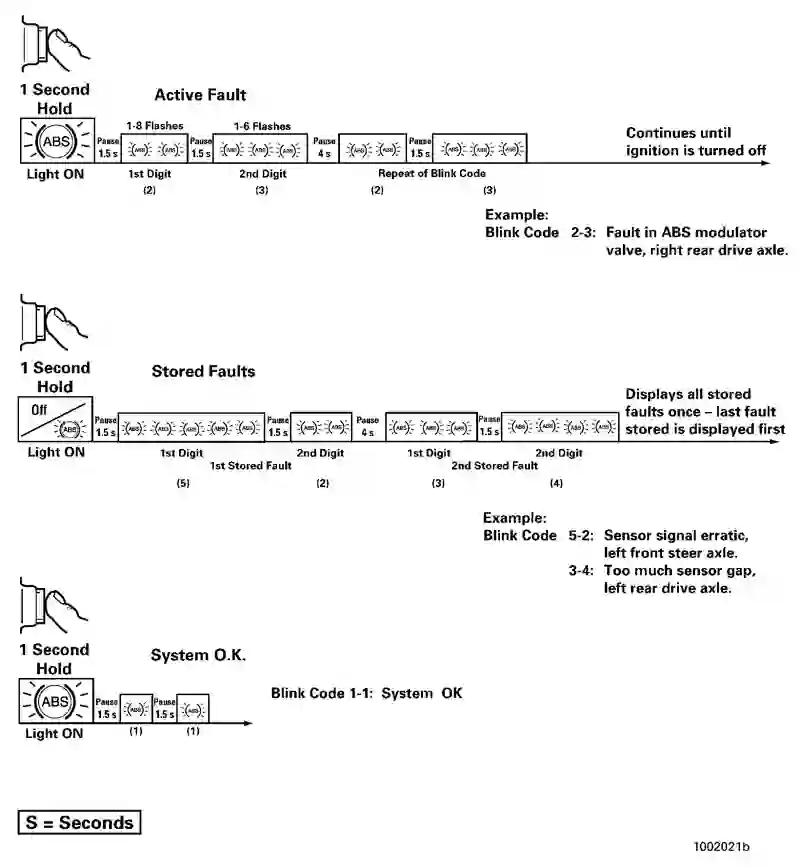 1 Second
Hold
Active Fault
1-8 Flashes
1-6 Flashes
ABS
Pause
1.5 s
ABS ABS
Pause
1.5 s
ABS ABS ABS
Pause
4 s
ABS ABS
Pause
1.5 s
ABS ABS ABS
Continues until
ignition is turned off
Light ON
1st Digit
2nd Digit
Repeat of Blink Code
(2)
(3)
(2)
(3)
Example:
Blink Code 2-3: Fault in ABS modulator
valve, right rear drive axle.
1 Second
Hold
Stored Faults
Off
ABS
Pause
1.5 s
ABS ABS ABS ABS ABS
Pause
1.5 s
ABS ABS
Pause
4 s
ABS ABS ABS
Pause
1.5 s
ABS ABS ABS ABS
Displays all stored
faults once – last fault
stored is displayed first
Light ON
1st Digit
2nd Digit
1st Digit
2nd Digit
1st Stored Fault
2nd Stored Fault
(5)
(2)
(3)
(4)
Example:
Blink Code 5-2: Sensor signal erratic,
left front steer axle.
3-4: Too much sensor gap,
left rear drive axle.
1 Second
Hold
System O.K.
ABS
Pause
1.5 s
ABS
Pause
1.5 s
ABS
Blink Code 1-1: System OK
Light ON
(1)
(1)
S = Seconds
1002021b